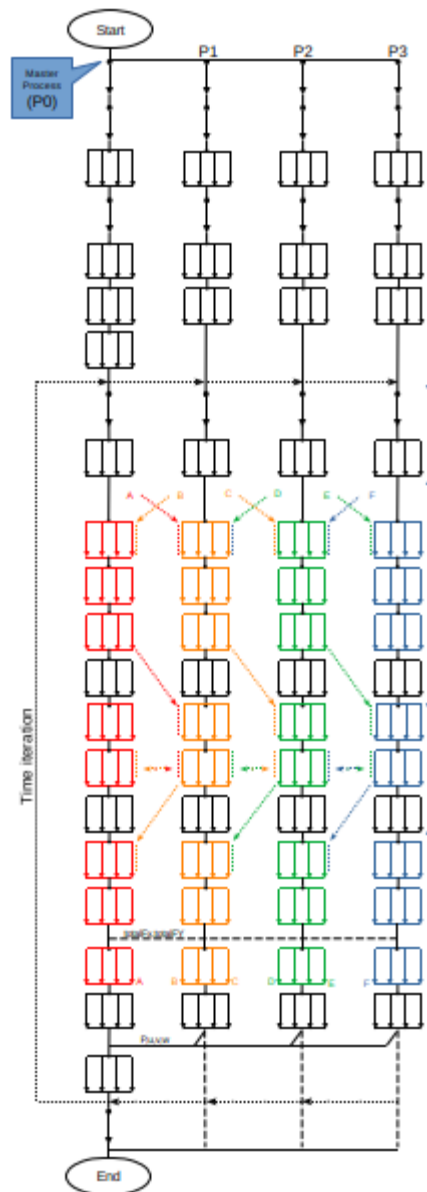 Start
P1 P2 P3
Master
Process
(P0)
A B C D E F
Time iteration
A B C D E F
End